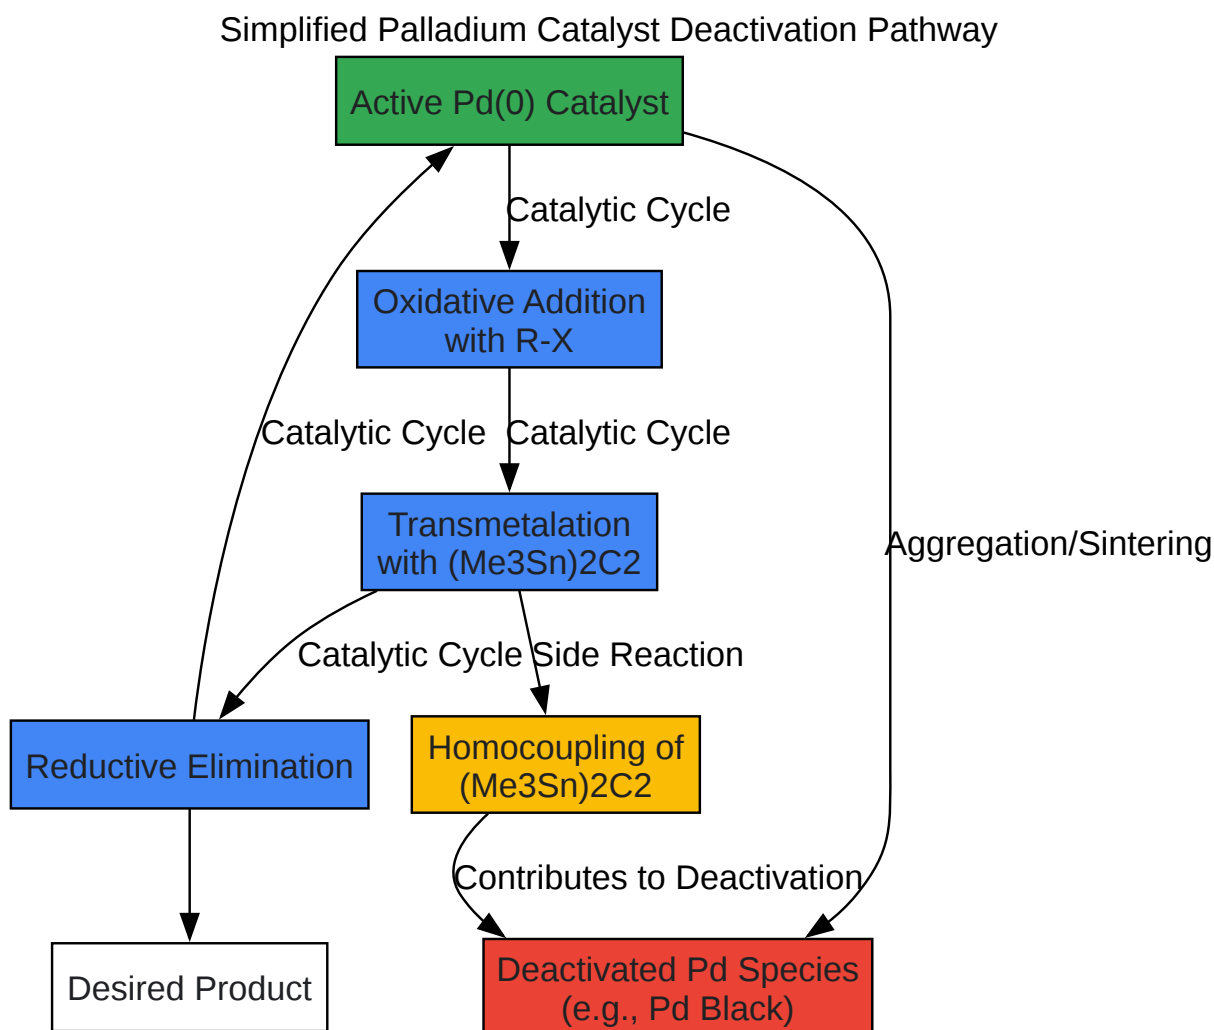 Simplified Palladium Catalyst Deactivation Pathway
Active Pd(0) Catalyst
Catalytic Cycle
Oxidative Addition
with R-X
Catalytic Cycle
Catalytic Cycle
Transmetalation
with (Me3Sn)2C2
Aggregation/Sintering
Catalytic Cycle
Side Reaction
Reductive Elimination
Homocoupling of
(Me3Sn)2C2
Contributes to Deactivation
Desired Product
Deactivated Pd Species
(e.g., Pd Black)